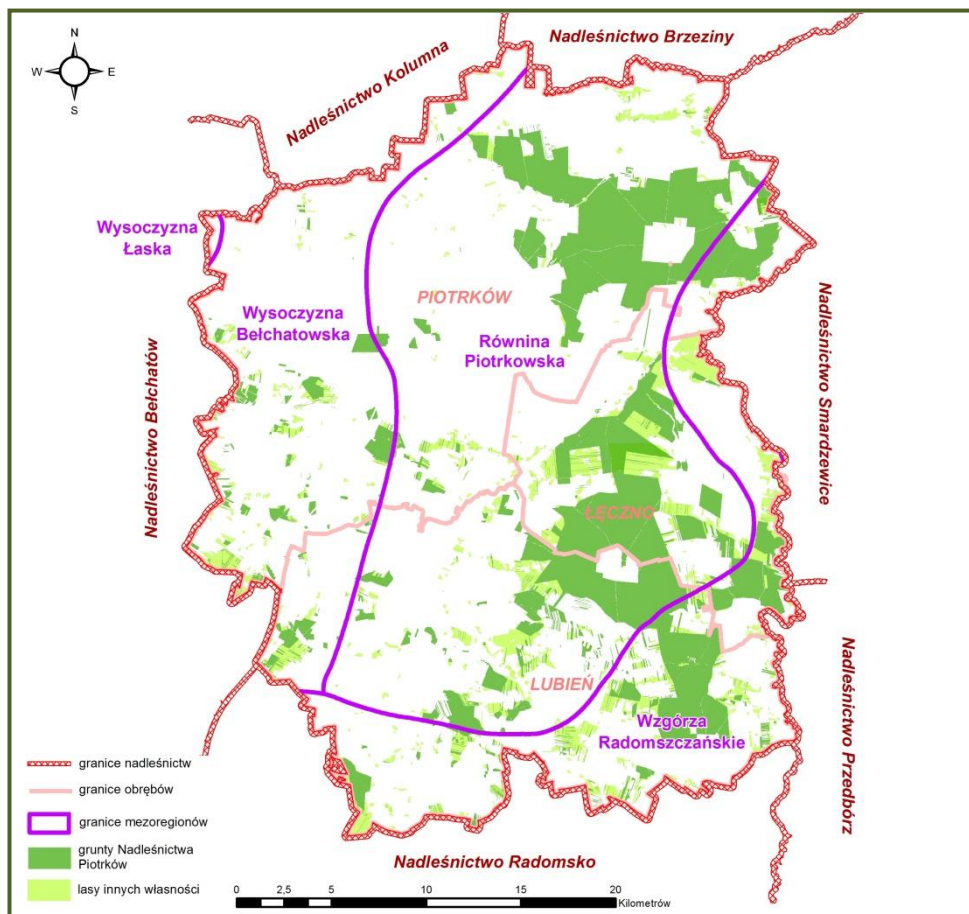 N
W E
S
Nadleśnictwo Brzeziny
Nadleśnictwo Kolumna
Wysoczyzna
Łaska
PIOTRKÓW
Wysoczyzna
Bełchatowska
Równina
Piotrkowska
Nadleśnictwo Bełchatów
Nadleśnictwo Smardzewice
ŁĘCZNO
LUBIEŃ
Wzgórza
Radomszczańskie
Nadleśnictwo Przedbórz
Nadleśnictwo Radomsko
granice nadleśnictw
granice obrębów
granice mezoregionów
grunty Nadleśnictwa
Piotrków
lasy innych własności
0 2,5 5 10 15 20
Kilometrów